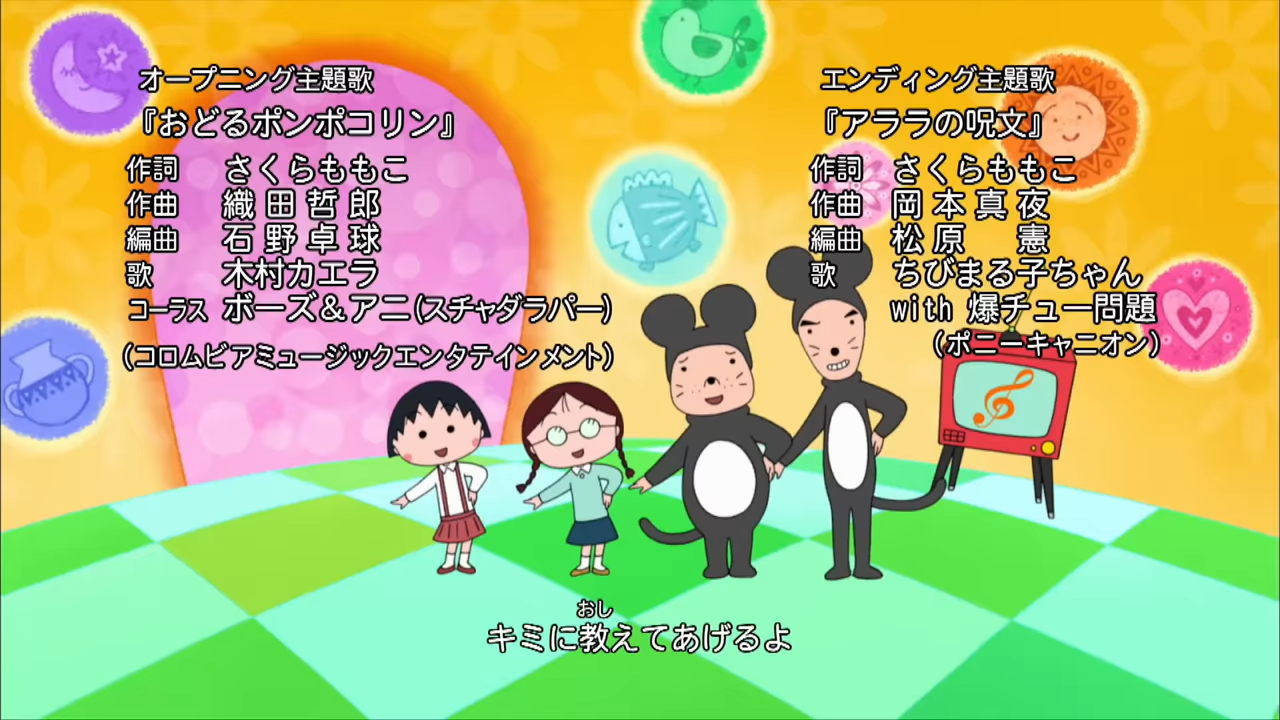 オープニング主題歌
『おどるポンポコリン』
作詞 さくらももこ
作曲 織田哲郎
編曲 石野卓球
歌 木村カエラ
コーラス ボーズ&アニ(スチャダラパー)
(コロムビアミュージックエンタテインメント)
エンディング主題歌
『アララの呪文』
作詞 さくらももこ
作曲 岡本真夜
編曲 松原 憲
歌 ちびまる子ちゃん
with 爆チュー問題
(ポニーキャニオン)
おし
キミに教えてあげるよ